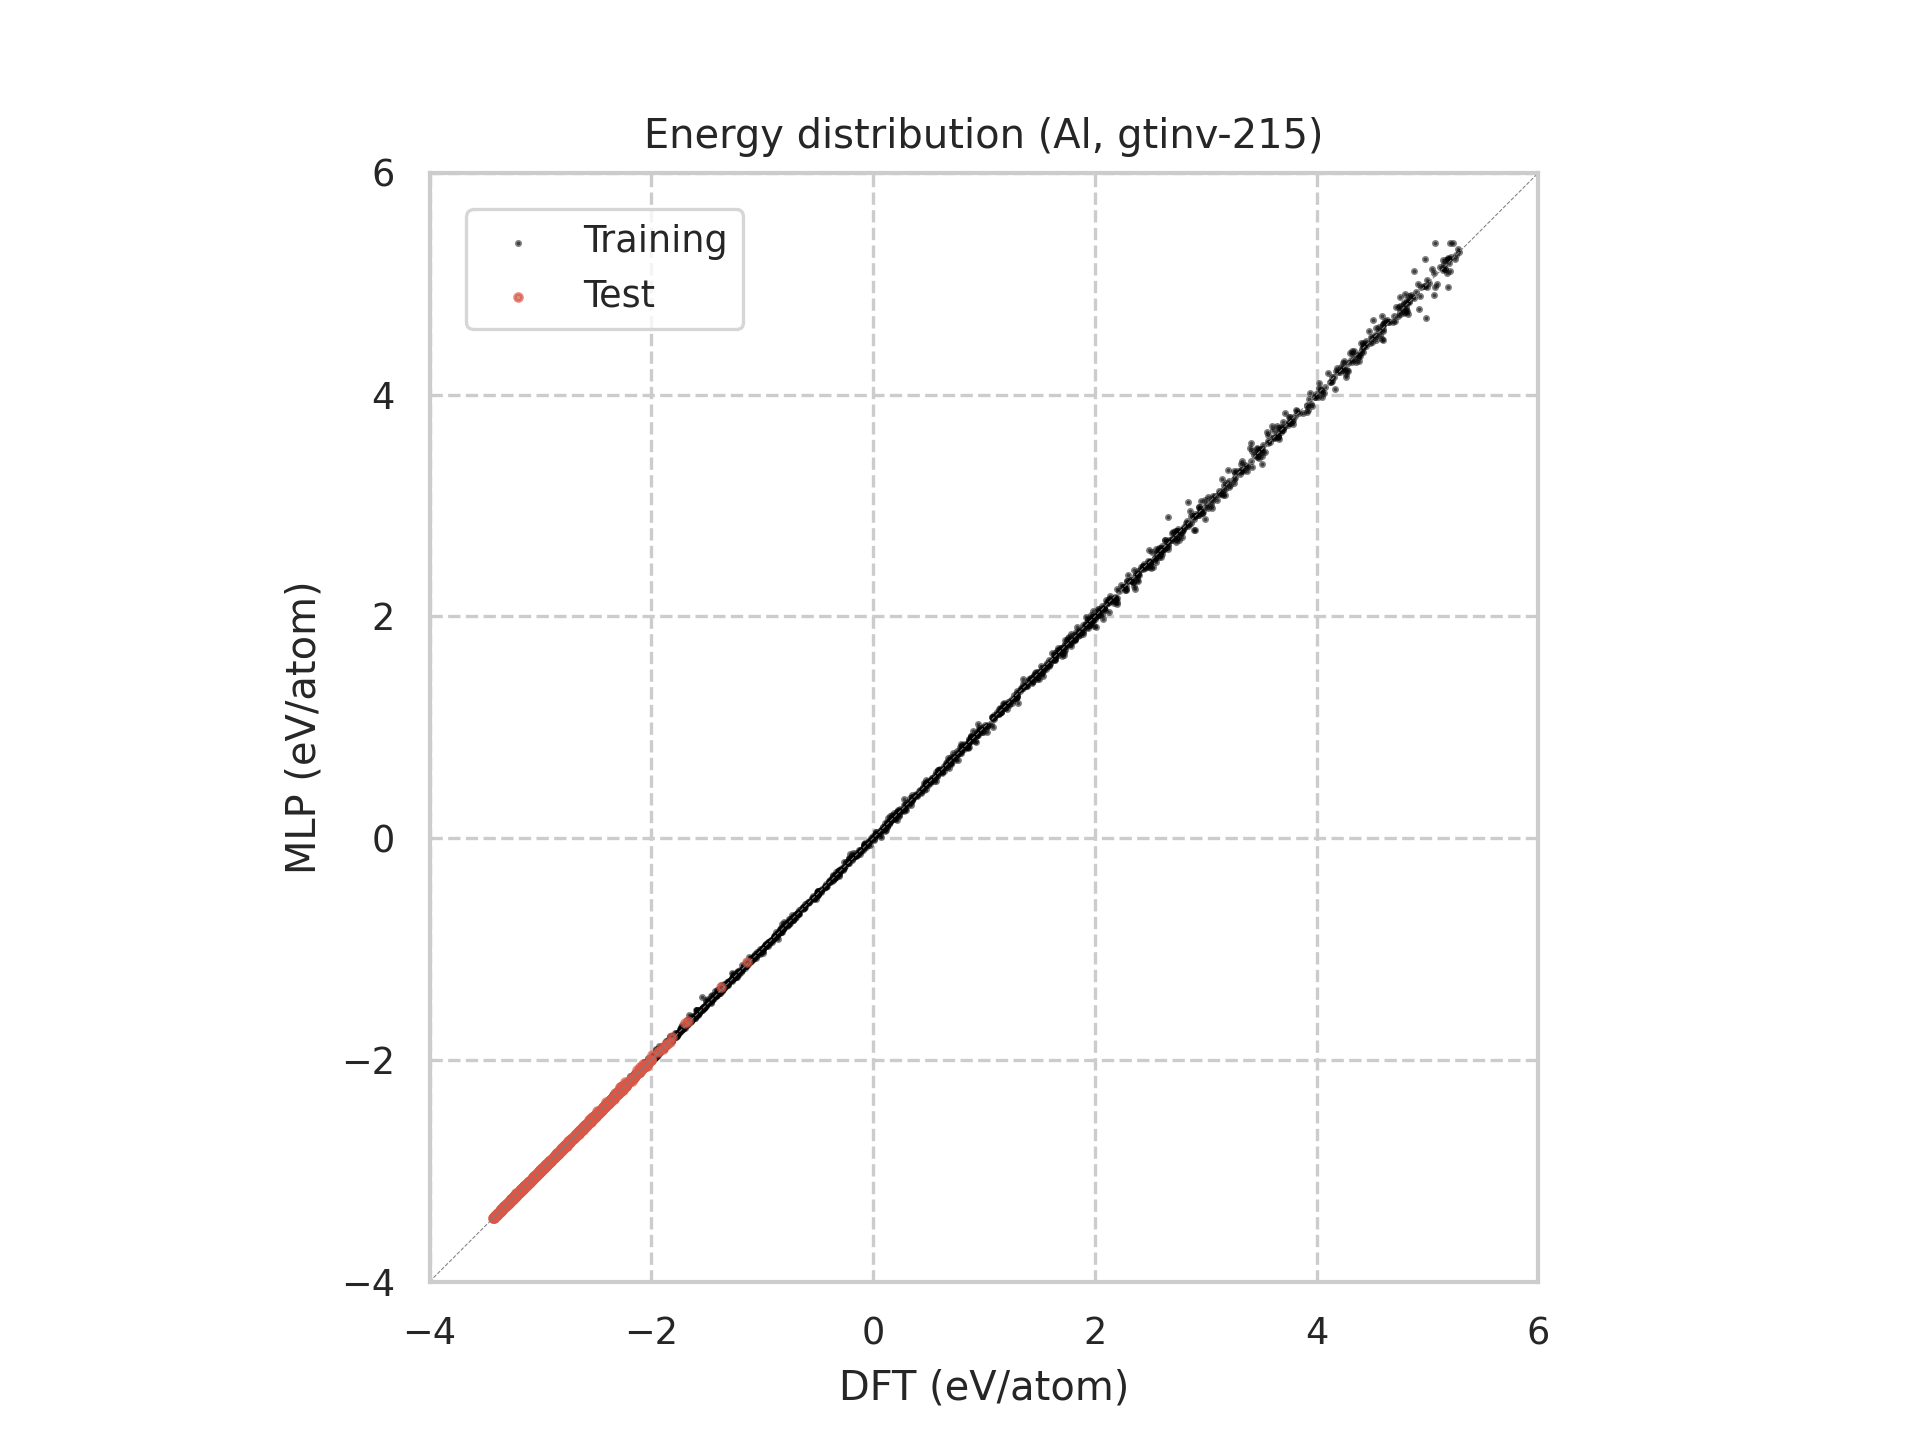 Energy distribution (Al, gtinv-215)
Training
Test
6
4
2
0
−2
−4
MLP (eV/atom)
−4 −2 0 2 4 6
DFT (eV/atom)